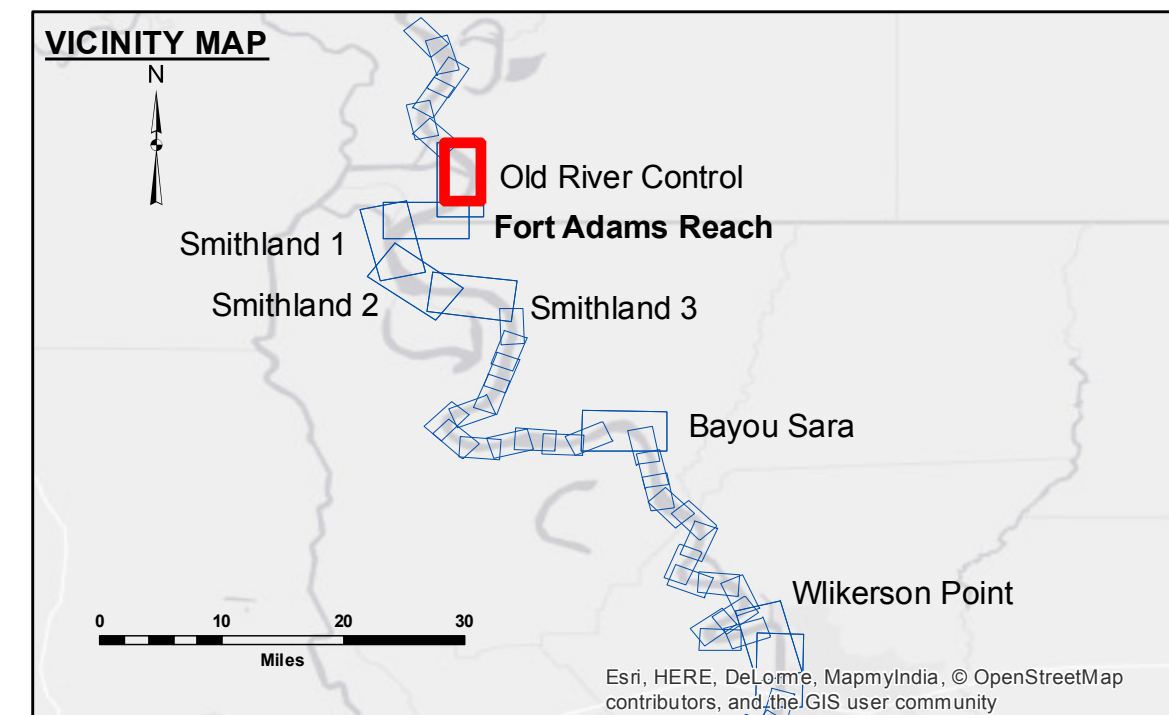 VICINITY MAP
N
Old River Control
Fort Adams Reach
Smithland 1
Smithland 2
Smithland 3
Bayou Sara
Wlikerson Point
0 10 20 30
Miles
Esri, HERE, DeLorme, MapmyIndia, © OpenStreetMap
contributors, and the GIS user community